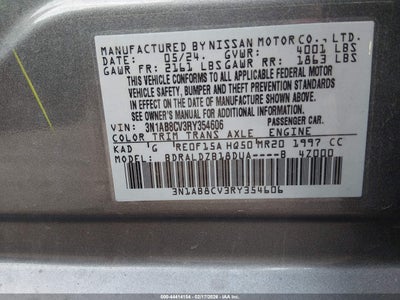 MANUFACTURED BY NISSAN MOTOR CO., LTD.
DATE: 05/24. GVWR: 4001 LBS
GAWR FR: 2161 LBS GAWR RR: 1863 LBS
THIS VEHICLE CONFORMS TO ALL APPLICABLE FEDERAL MOTOR
VEHICLE SAFETY, BUMPER AND THEFT PREVENTION STANDARDS
IN EFFECT ON THE DATE OF MANUFACTURE SHOWN ABOVE.
SEE OWNER'S MANUAL FOR ADDITIONAL INFORMATION.
VIN: 3N1AB8CV3RY354606 PASSENGER CAR.
COLOR TRIM TRANS AXLE ENGINE
KAD G RE0F15A HQ50 MR20 1997 CC
MODEL: BDRALDZB18DUA----B 4Z000
3N1AB8CV3RY354606
600-44414154 - 02/17/2026 - IAA